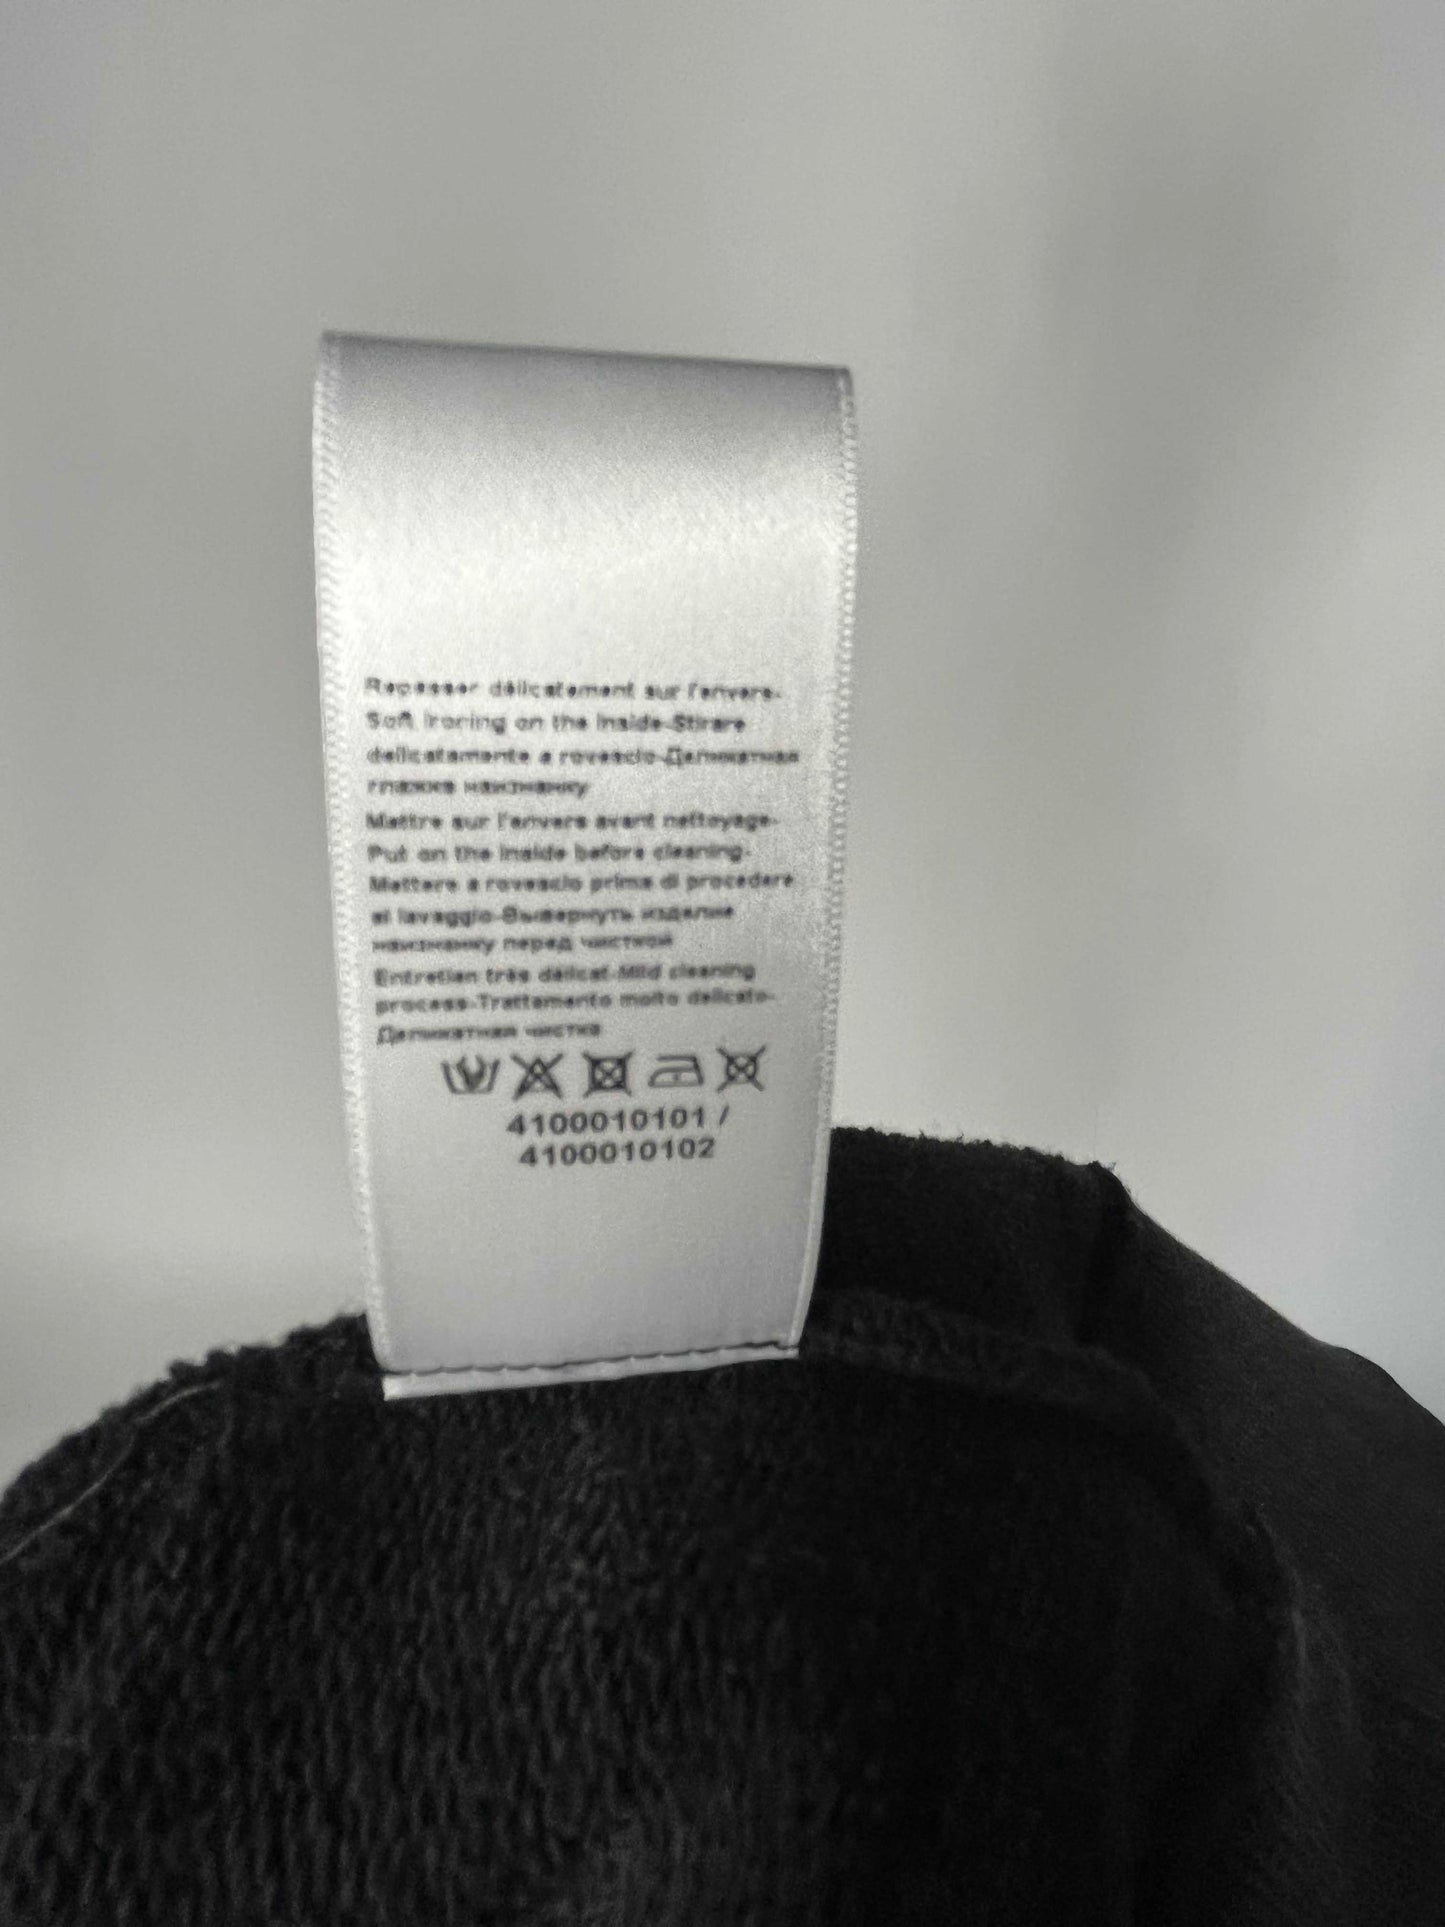 Repasser délicatement sur l'envers-
Soft ironing on the inside-Stirare
delicatamente a rovescio-Деликатная
глажка наизнанку
Mettre sur l'envers avant nettoyage-
Put on the inside before cleaning-
Mettere a rovescio prima di procedere
al lavaggio-Вывернуть изделие
наизнанку перед чисткой
Entretien très délicat-Mild cleaning
process-Trattamento molto delicato-
Деликатная чистка
4100010101 /
4100010102